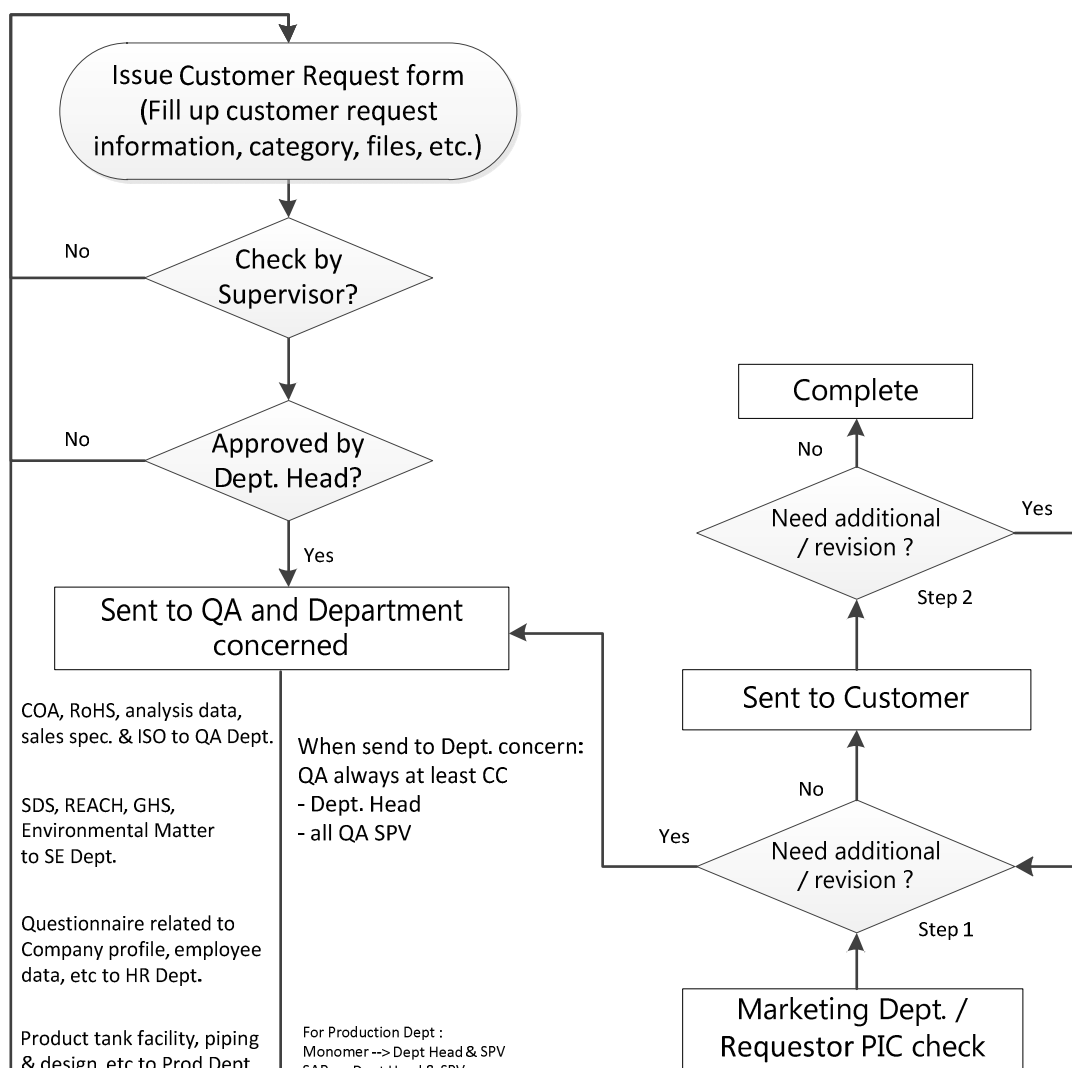 Issue Customer Request form
(Fill up customer request
information, category, files, etc.)
No
Check by
Supervisor?
No
Approved by
Dept. Head?
Yes
Sent to QA and Department
concerned
COA, RoHS, analysis data,
sales spec. & ISO to QA Dept.
SDS, REACH, GHS,
Environmental Matter
to SE Dept.
Questionnaire related to
Company profile, employee
data, etc to HR Dept.
Product tank facility, piping
& design, etc to Prod Dept
When send to Dept. concern:
QA always at least CC
- Dept. Head
- all QA SPV
For Production Dept :
Monomer --> Dept Head & SPV
Complete
No
Need additional
/ revision ?
Yes
Step 2
Sent to Customer
No
Need additional
/ revision ?
Yes
Step 1
Marketing Dept. /
Requestor PIC check